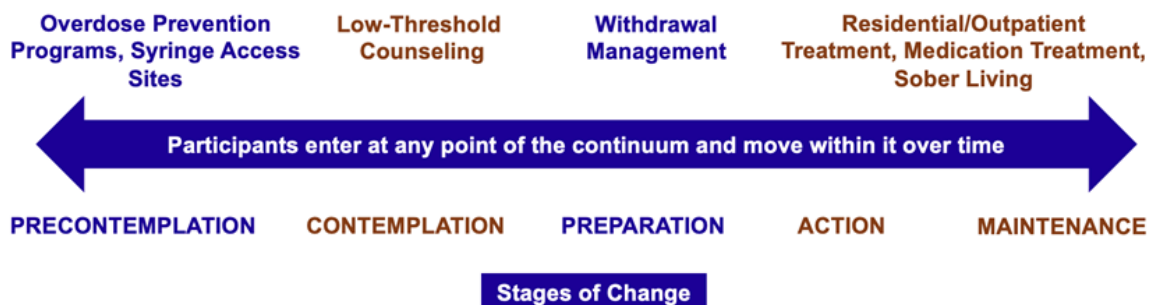 Overdose Prevention
Programs, Syringe Access
Sites
Low-Threshold
Counseling
Withdrawal
Management
Residential/Outpatient
Treatment, Medication Treatment,
Sober Living
Participants enter at any point of the continuum and move within it over time
PRECONTEMPLATION
CONTEMPLATION
PREPARATION
ACTION
MAINTENANCE
Stages of Change